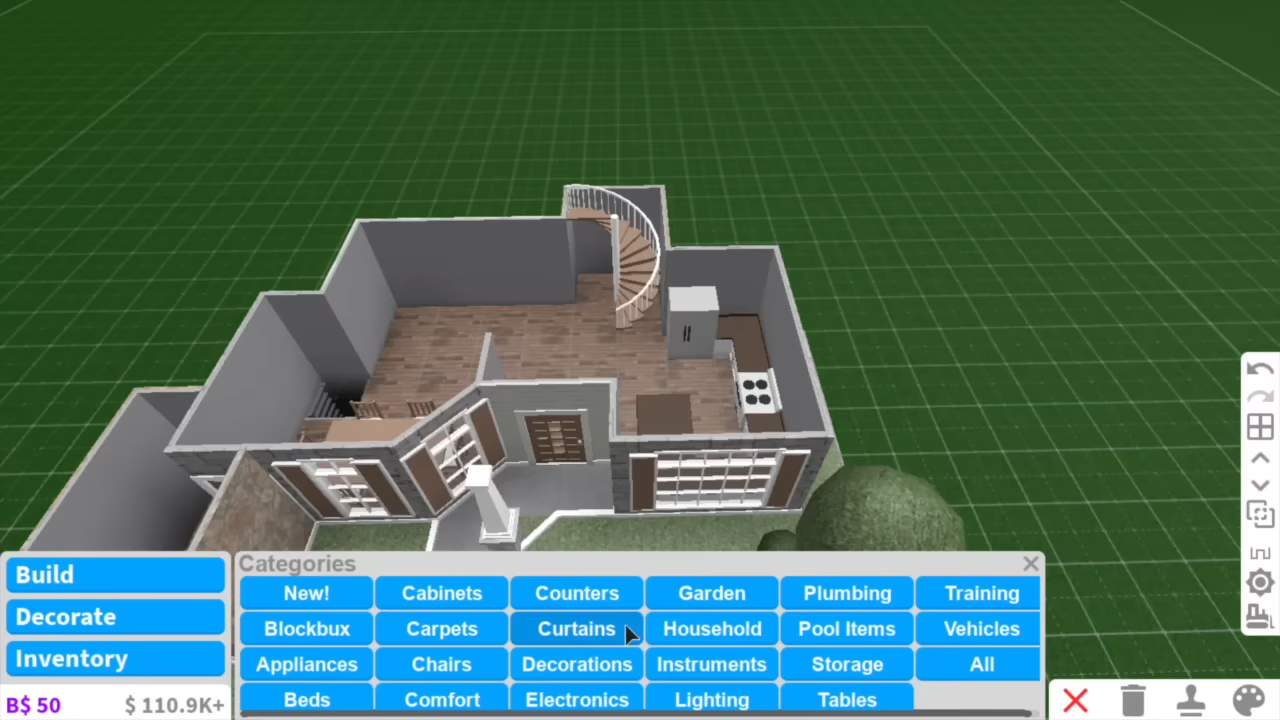 Build
Decorate
Inventory
B$ 50 $ 110.9K+
Categories
New! Cabinets Counters Garden Plumbing Training
Blockbux Carpets Curtains Household Pool Items Vehicles
Appliances Chairs Decorations Instruments Storage All
Beds Comfort Electronics Lighting Tables